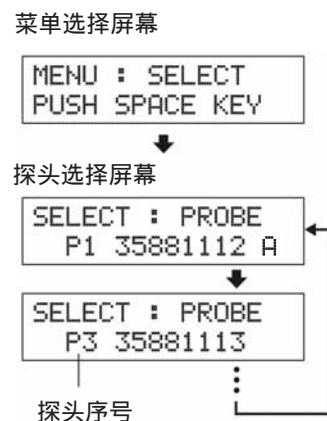 菜单选择屏幕
MENU : SELECT
PUSH SPACE KEY
探头选择屏幕
SELECT : PROBE
P1 35881112 A
SELECT : PROBE
P3 35881113
探头序号